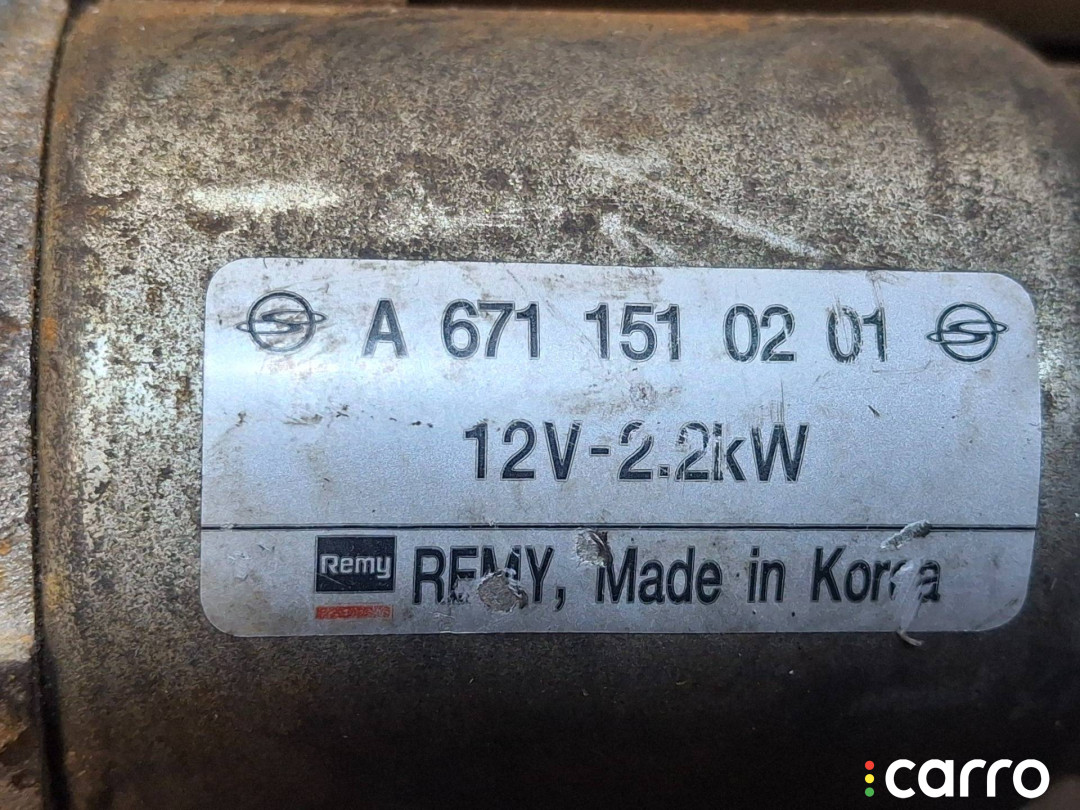 A 671 151 02 01
12V-2.2kW
Remy REMY, Made in Korea
carro